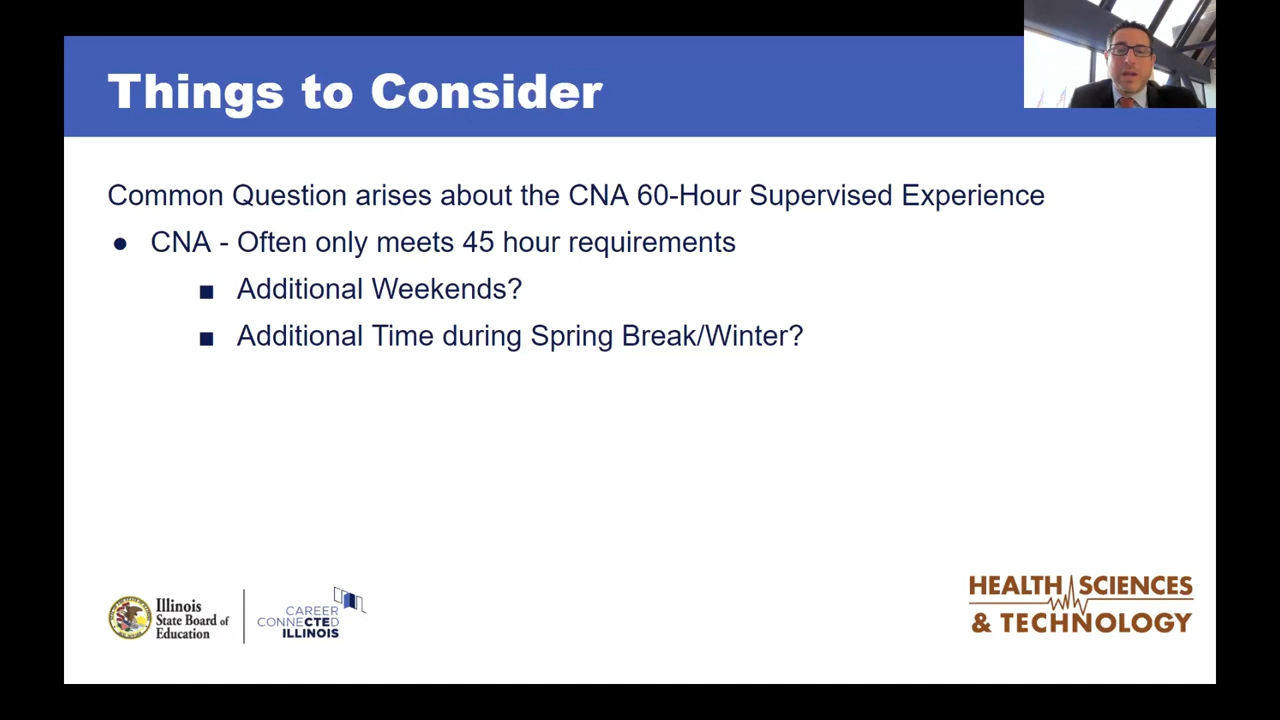 Things to Consider
Common Question arises about the CNA 60-Hour Supervised Experience
● CNA - Often only meets 45 hour requirements
■ Additional Weekends?
■ Additional Time during Spring Break/Winter?
Illinois
State Board of
Education
CAREER
CONNECTED
ILLINOIS
HEALTH SCIENCES
& TECHNOLOGY